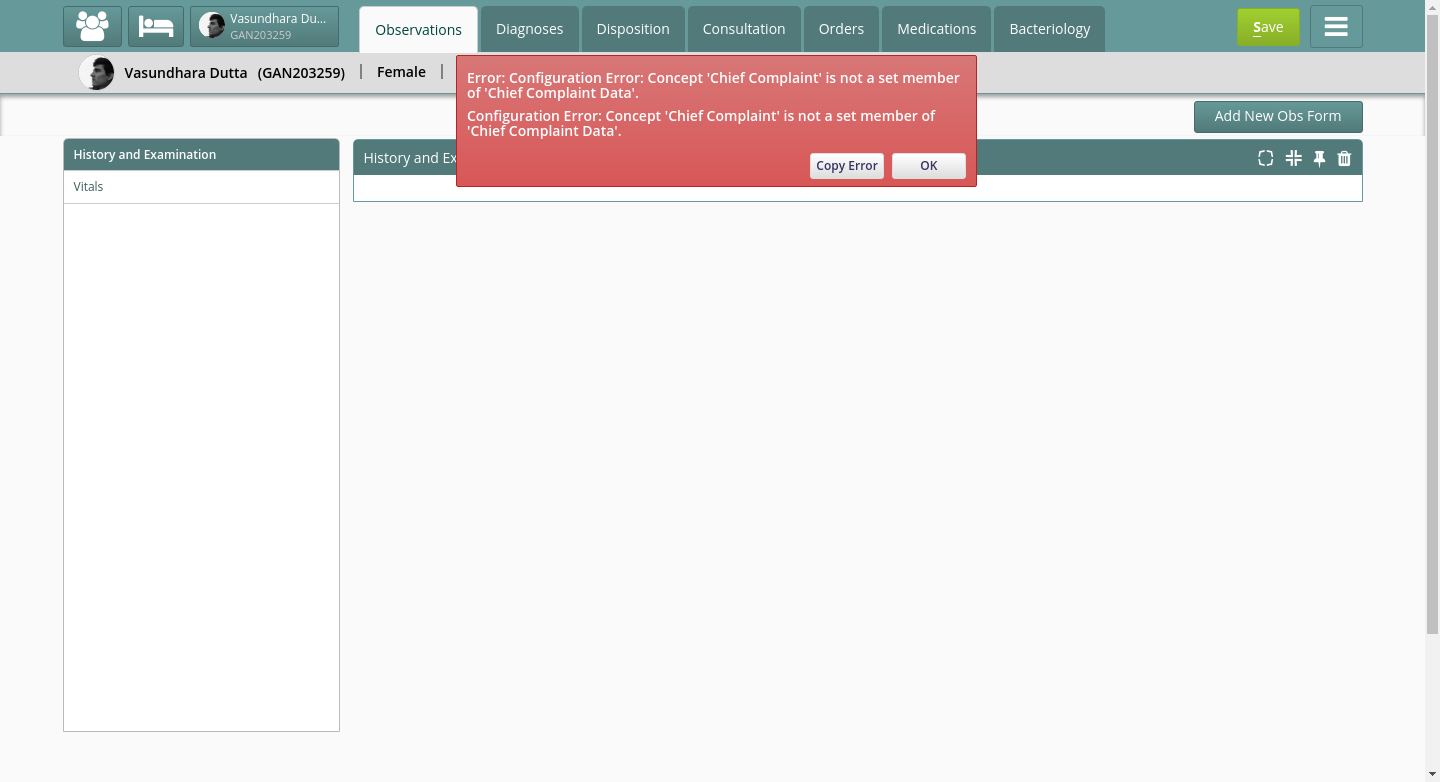 Vasundhara Du...
GAN203259
Observations
Diagnoses
Disposition
Consultation
Orders
Medications
Bacteriology
Save
Vasundhara Dutta (GAN203259) | Female |
Error: Configuration Error: Concept 'Chief Complaint' is not a set member
of 'Chief Complaint Data'.
Configuration Error: Concept 'Chief Complaint' is not a set member of
'Chief Complaint Data'.
Copy Error
OK
Add New Obs Form
History and Examination
Vitals
History and Ex